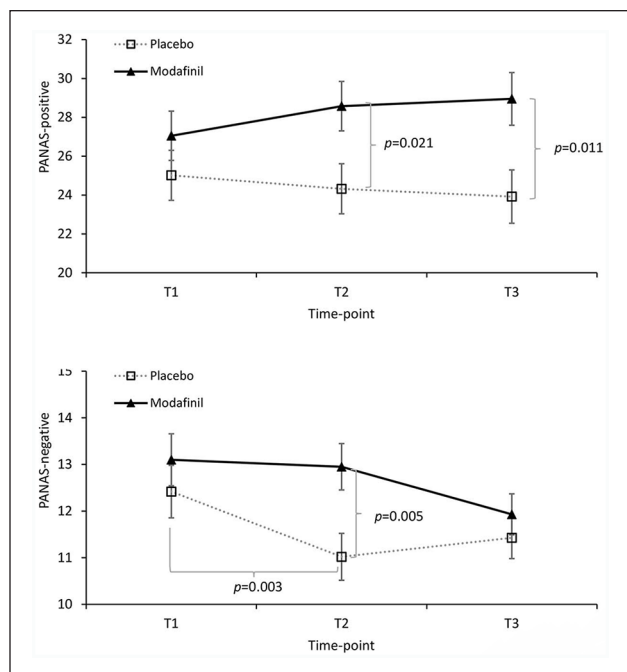 32
30
28
26
24
22
20
PANAS-positive
Placebo
Modafinil
p=0.021
p=0.011
T1 T2 T3
Time-point
15
14
13
12
11
10
PANAS-negative
Placebo
Modafinil
p=0.005
p=0.003
T1 T2 T3
Time-point